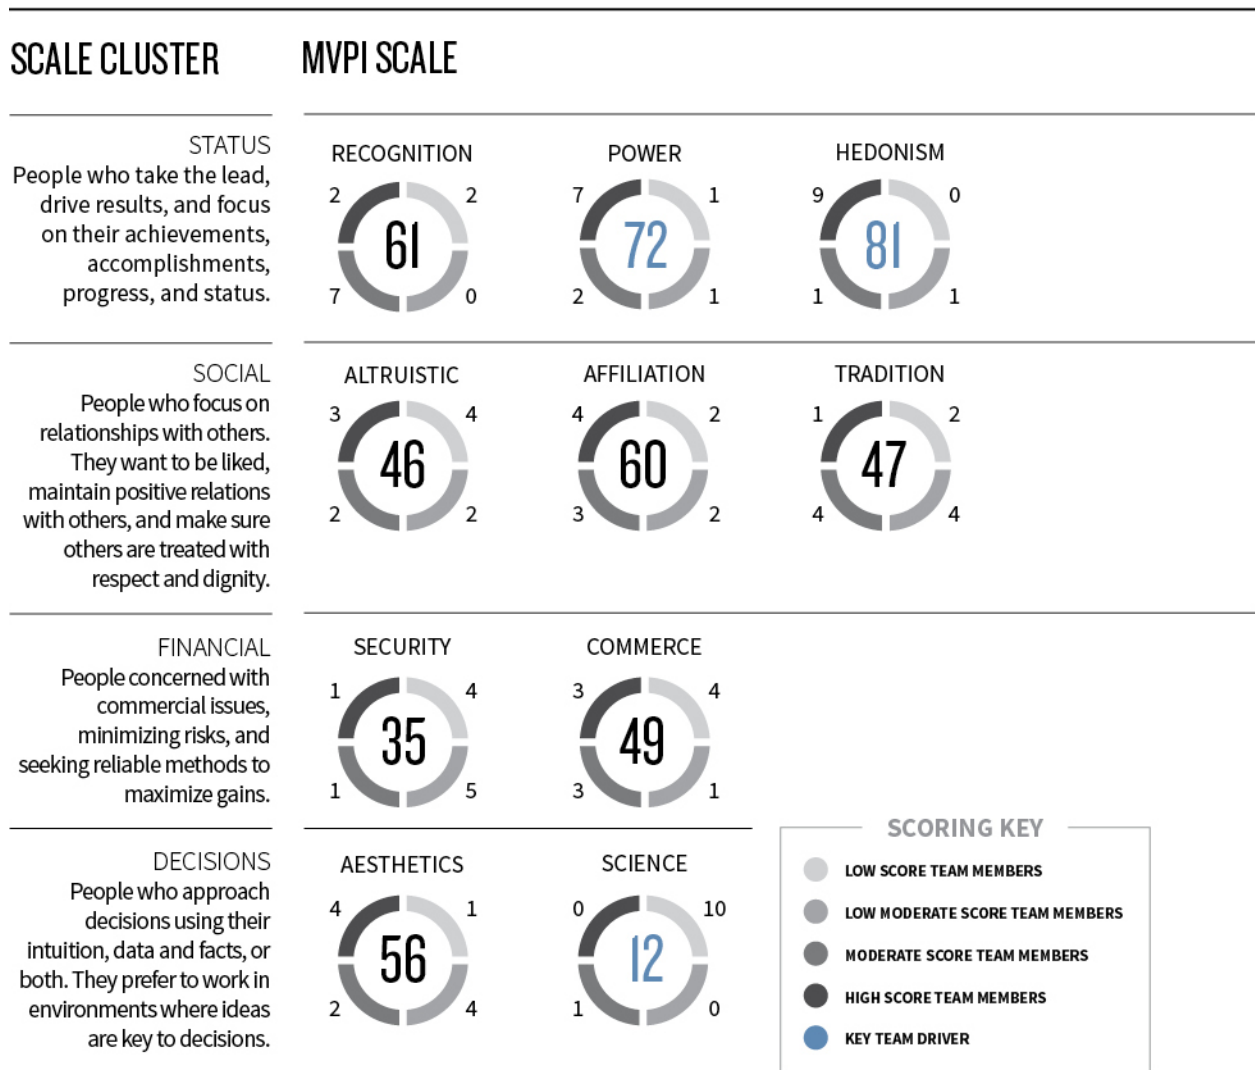 SCALE CLUSTER
MVPI SCALE
STATUS
People who take the lead,
drive results, and focus
on their achievements,
accomplishments,
progress, and status.
RECOGNITION
2
2
61
7
0
POWER
7
1
72
2
1
HEDONISM
9
0
81
1
1
SOCIAL
People who focus on
relationships with others.
They want to be liked,
maintain positive relations
with others, and make sure
others are treated with
respect and dignity.
ALTRUISTIC
3
4
46
2
2
AFFILIATION
4
2
60
3
2
TRADITION
1
2
47
4
4
FINANCIAL
People concerned with
commercial issues,
minimizing risks, and
seeking reliable methods to
maximize gains.
SECURITY
1
4
35
1
5
COMMERCE
3
4
49
3
1
DECISIONS
People who approach
decisions using their
intuition, data and facts, or
both. They prefer to work in
environments where ideas
are key to decisions.
AESTHETICS
4
1
56
2
4
SCIENCE
0
10
12
1
0
SCORING KEY
LOW SCORE TEAM MEMBERS
LOW MODERATE SCORE TEAM MEMBERS
MODERATE SCORE TEAM MEMBERS
HIGH SCORE TEAM MEMBERS
KEY TEAM DRIVER